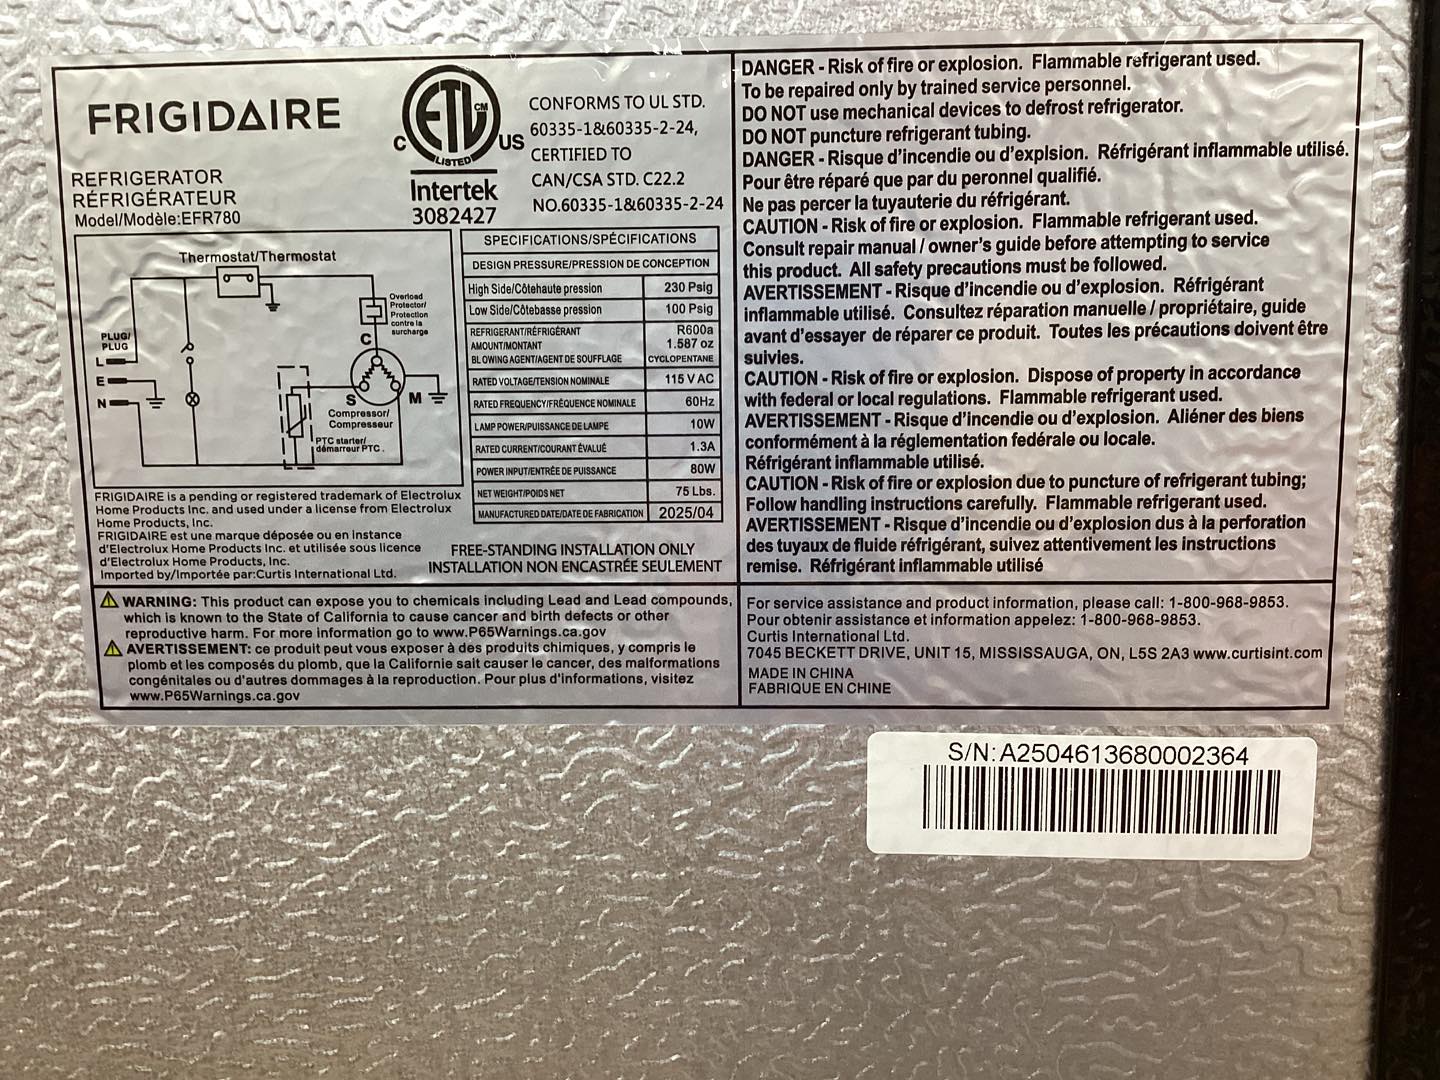 FRIGIDAIRE
C ETL CM LISTED US
Intertek
3082427
CONFORMS TO UL STD.
60335-1&60335-2-24,
CERTIFIED TO
CAN/CSA STD. C22.2
NO.60335-1&60335-2-24
REFRIGERATOR
RÉFRIGÉRATEUR
Model/Modèle:EFR780
Thermostat/Thermostat
Overload
Protector/
Protection
contre la
surcharge
PLUG/
PLUG
L
E
N
C
S
M
Compressor/
Compresseur
PTC starter/
démarreur PTC .
SPECIFICATIONS/SPÉCIFICATIONS
DESIGN PRESSURE/PRESSION DE CONCEPTION
High Side/Côtehaute pression 230 Psig
Low Side/Côtebasse pression 100 Psig
REFRIGERANT/RÉFRIGÉRANT R600a
AMOUNT/MONTANT 1.587 oz
BLOWING AGENT/AGENT DE SOUFFLAGE CYCLOPENTANE
RATED VOLTAGE/TENSION NOMINALE 115 V AC
RATED FREQUENCY/FRÉQUENCE NOMINALE 60Hz
LAMP POWER/PUISSANCE DE LAMPE 10W
RATED CURRENT/COURANT ÉVALUÉ 1.3A
POWER INPUT/ENTRÉE DE PUISSANCE 80W
NET WEIGHT/POIDS NET 75 Lbs.
MANUFACTURED DATE/DATE DE FABRICATION 2025/04
FRIGIDAIRE is a pending or registered trademark of Electrolux
Home Products Inc. and used under a license from Electrolux
Home Products, Inc.
FRIGIDAIRE est une marque déposée ou en instance
d'Electrolux Home Products Inc. et utilisée sous licence
d'Electrolux Home Products, Inc.
Imported by/Importée par:Curtis International Ltd.
FREE-STANDING INSTALLATION ONLY
INSTALLATION NON ENCASTRÉE SEULEMENT
WARNING: This product can expose you to chemicals including Lead and Lead compounds,
which is known to the State of California to cause cancer and birth defects or other
reproductive harm. For more information go to www.P65Warnings.ca.gov
AVERTISSEMENT: ce produit peut vous exposer à des produits chimiques, y compris le
plomb et les composés du plomb, que la Californie sait causer le cancer, des malformations
congénitales ou d'autres dommages à la reproduction. Pour plus d'informations, visitez
www.P65Warnings.ca.gov
DANGER - Risk of fire or explosion. Flammable refrigerant used.
To be repaired only by trained service personnel.
DO NOT use mechanical devices to defrost refrigerator.
DO NOT puncture refrigerant tubing.
DANGER - Risque d'incendie ou d'explsion. Réfrigérant inflammable utilisé.
Pour être réparé que par du peronnel qualifié.
Ne pas percer la tuyauterie du réfrigérant.
CAUTION - Risk of fire or explosion. Flammable refrigerant used.
Consult repair manual / owner's guide before attempting to service
this product. All safety precautions must be followed.
AVERTISSEMENT - Risque d'incendie ou d'explosion. Réfrigérant
inflammable utilisé. Consultez réparation manuelle / propriétaire, guide
avant d'essayer de réparer ce produit. Toutes les précautions doivent être
suivies.
CAUTION - Risk of fire or explosion. Dispose of property in accordance
with federal or local regulations. Flammable refrigerant used.
AVERTISSEMENT - Risque d'incendie ou d'explosion. Aliéner des biens
conformément à la réglementation fedérale ou locale.
Réfrigérant inflammable utilisé.
CAUTION - Risk of fire or explosion due to puncture of refrigerant tubing;
Follow handling instructions carefully. Flammable refrigerant used.
AVERTISSEMENT - Risque d'incendie ou d'explosion dus à la perforation
des tuyaux de fluide réfrigérant, suivez attentivement les instructions
remise. Réfrigérant inflammable utilisé
For service assistance and product information, please call: 1-800-968-9853.
Pour obtenir assistance et information appelez: 1-800-968-9853.
Curtis International Ltd.
7045 BECKETT DRIVE, UNIT 15, MISSISSAUGA, ON, L5S 2A3 www.curtisint.com
MADE IN CHINA
FABRIQUE EN CHINE
S/N: A2504613680002364